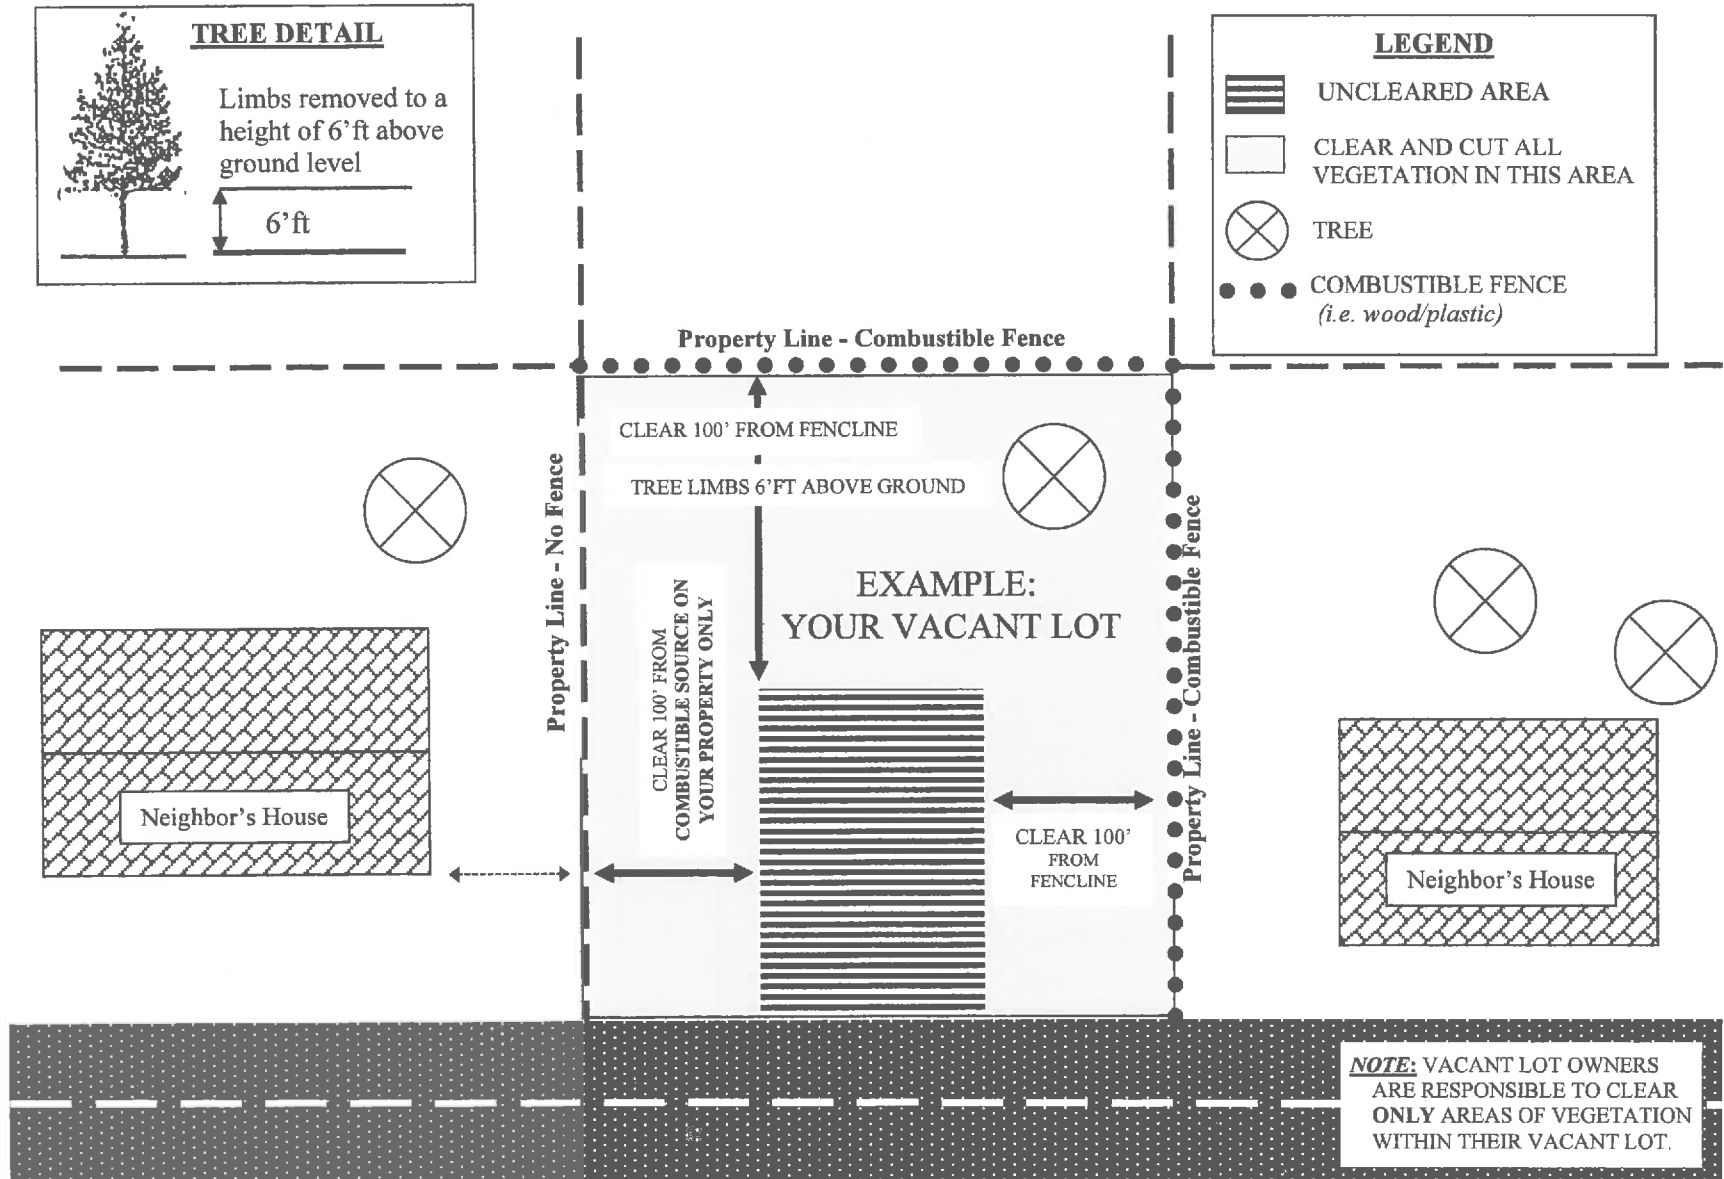 TREE DETAIL
Limbs removed to a
height of 6'ft above
ground level
6'ft
LEGEND
UNCLEARED AREA
CLEAR AND CUT ALL
VEGETATION IN THIS AREA
TREE
COMBUSTIBLE FENCE
(i.e. wood/plastic)
Property Line - Combustible Fence
CLEAR 100' FROM FENCLINE
TREE LIMBS 6'FT ABOVE GROUND
Property Line - No Fence
EXAMPLE:
YOUR VACANT LOT
CLEAR 100' FROM
COMBUSTIBLE SOURCE ON
YOUR PROPERTY ONLY
Property Line - Combustible Fence
Neighbor's House
CLEAR 100'
FROM
FENCLINE
Neighbor's House
NOTE: VACANT LOT OWNERS
ARE RESPONSIBLE TO CLEAR
ONLY AREAS OF VEGETATION
WITHIN THEIR VACANT LOT.